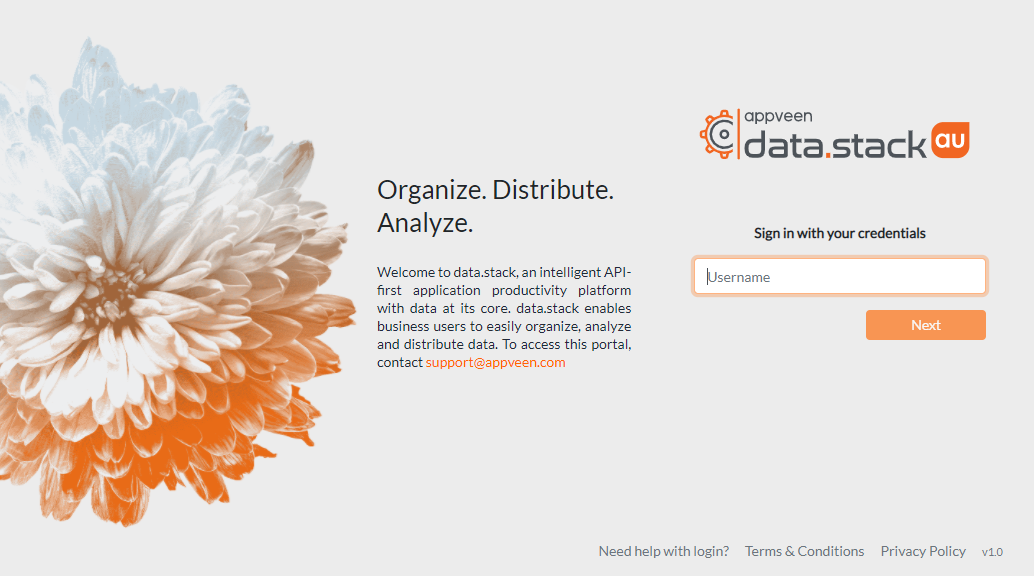 appveen
data.stack au
Organize. Distribute.
Analyze.
Welcome to data.stack, an intelligent API-
first application productivity platform
with data at its core. data.stack enables
business users to easily organize, analyze
and distribute data. To access this portal,
contact support@appveen.com
Sign in with your credentials
Username
Next
Need help with login? Terms & Conditions Privacy Policy v1.0